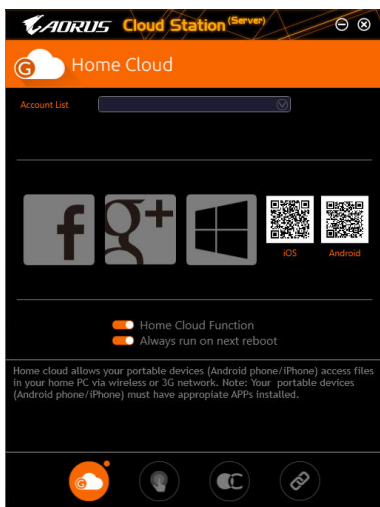 AORUS Cloud Station (Server)
G Home Cloud
Account List
f g+
iOS Android
Home Cloud Function
Always run on next reboot
Home cloud allows your portable devices (Android phone/iPhone) access files
in your home PC via wireless or 3G network. Note: Your portable devices
(Android phone/iPhone) must have appropiate APPs installed.
G